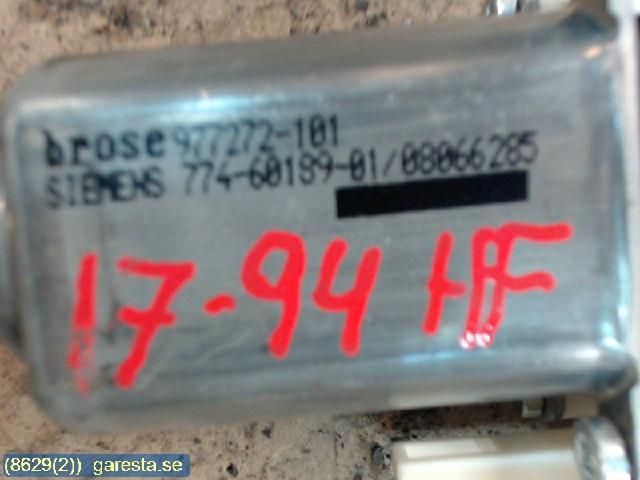 brose 977272-101
SIEMENS 774-60189-01/08066285
17-94 HF
(8629(2)) garesta.se